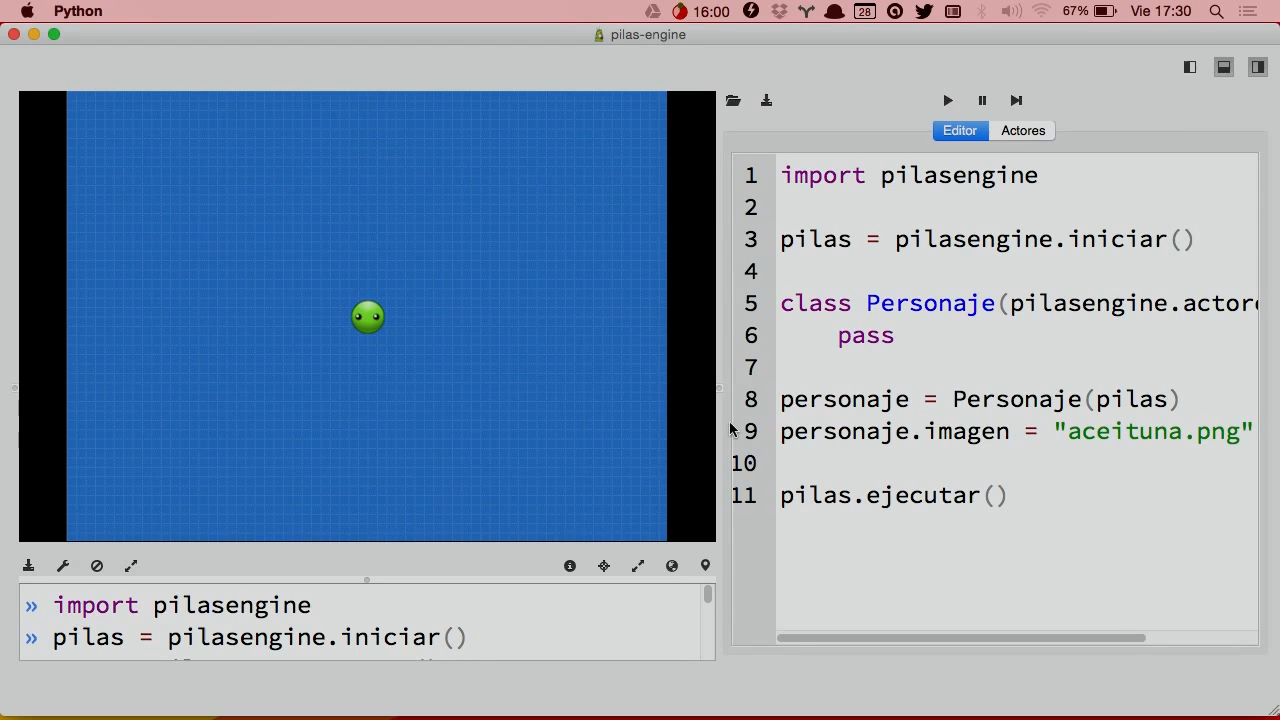 Python 16:00 28 67% Vie 17:30
pilas-engine
Editor Actores
1 import pilasengine
2
3 pilas = pilasengine.iniciar()
4
5 class Personaje(pilasengine.actore
6 pass
7
8 personaje = Personaje(pilas)
9 personaje.imagen = "aceituna.png"
10
11 pilas.ejecutar()
» import pilasengine
» pilas = pilasengine.iniciar()